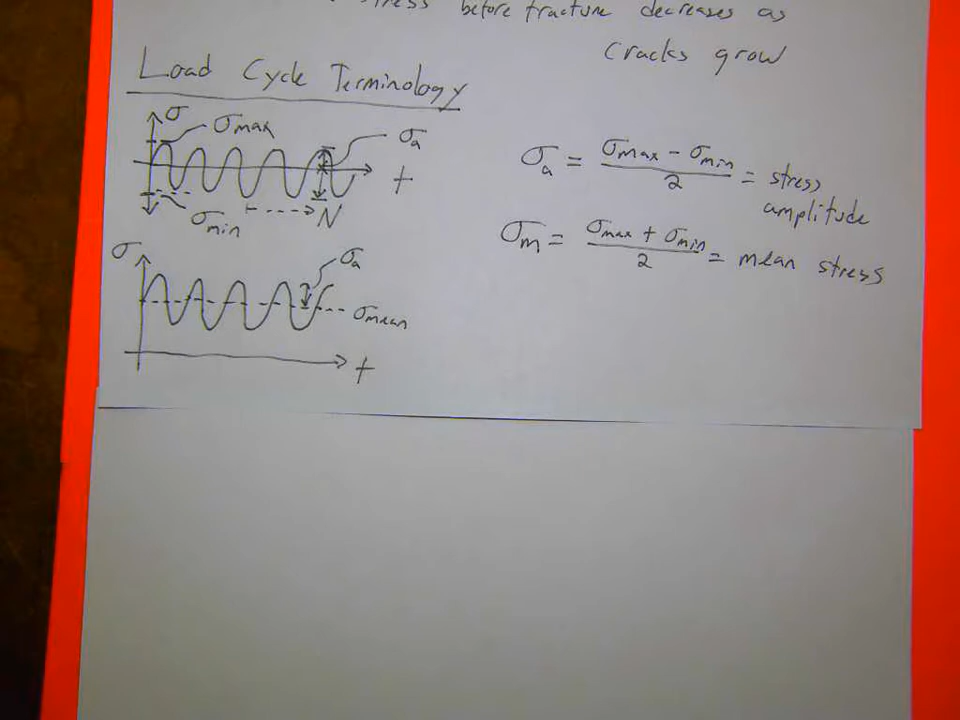 stress before fracture decreases as
cracks grow
Load Cycle Terminology
σ
σmax
σa
t
σmin
N
σa = σmax - σmin / 2 = stress
amplitude
σm = σmax + σmin / 2 = mean stress
σ
σa
σmean
t